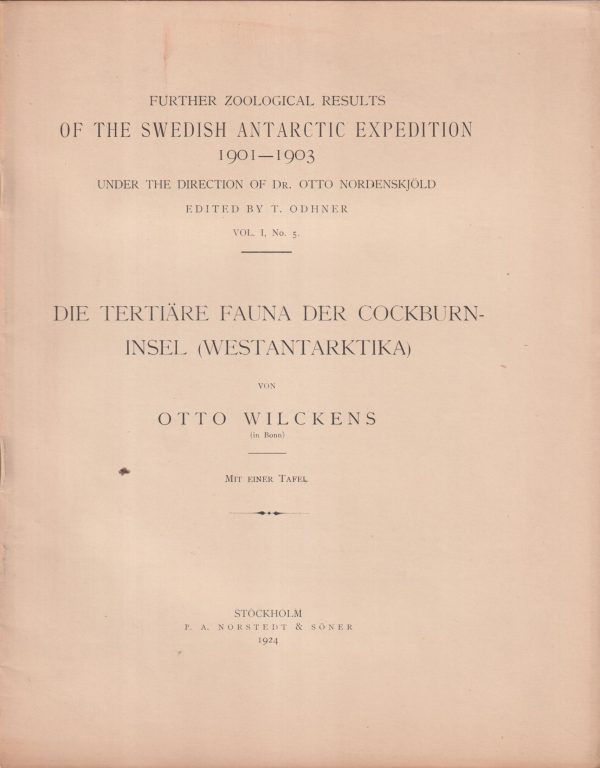 FURTHER ZOOLOGICAL RESULTS
OF THE SWEDISH ANTARCTIC EXPEDITION
1901—1903
UNDER THE DIRECTION OF DR. OTTO NORDENSKJÖLD
EDITED BY T. ODHNER
VOL. I, No. 5.
DIE TERTIÄRE FAUNA DER COCKBURN-
INSEL (WESTANTARKTIKA)
VON
OTTO WILCKENS
(in Bonn)
MIT EINER TAFEL
STOCKHOLM
P. A. NORSTEDT & SÖNER
1924